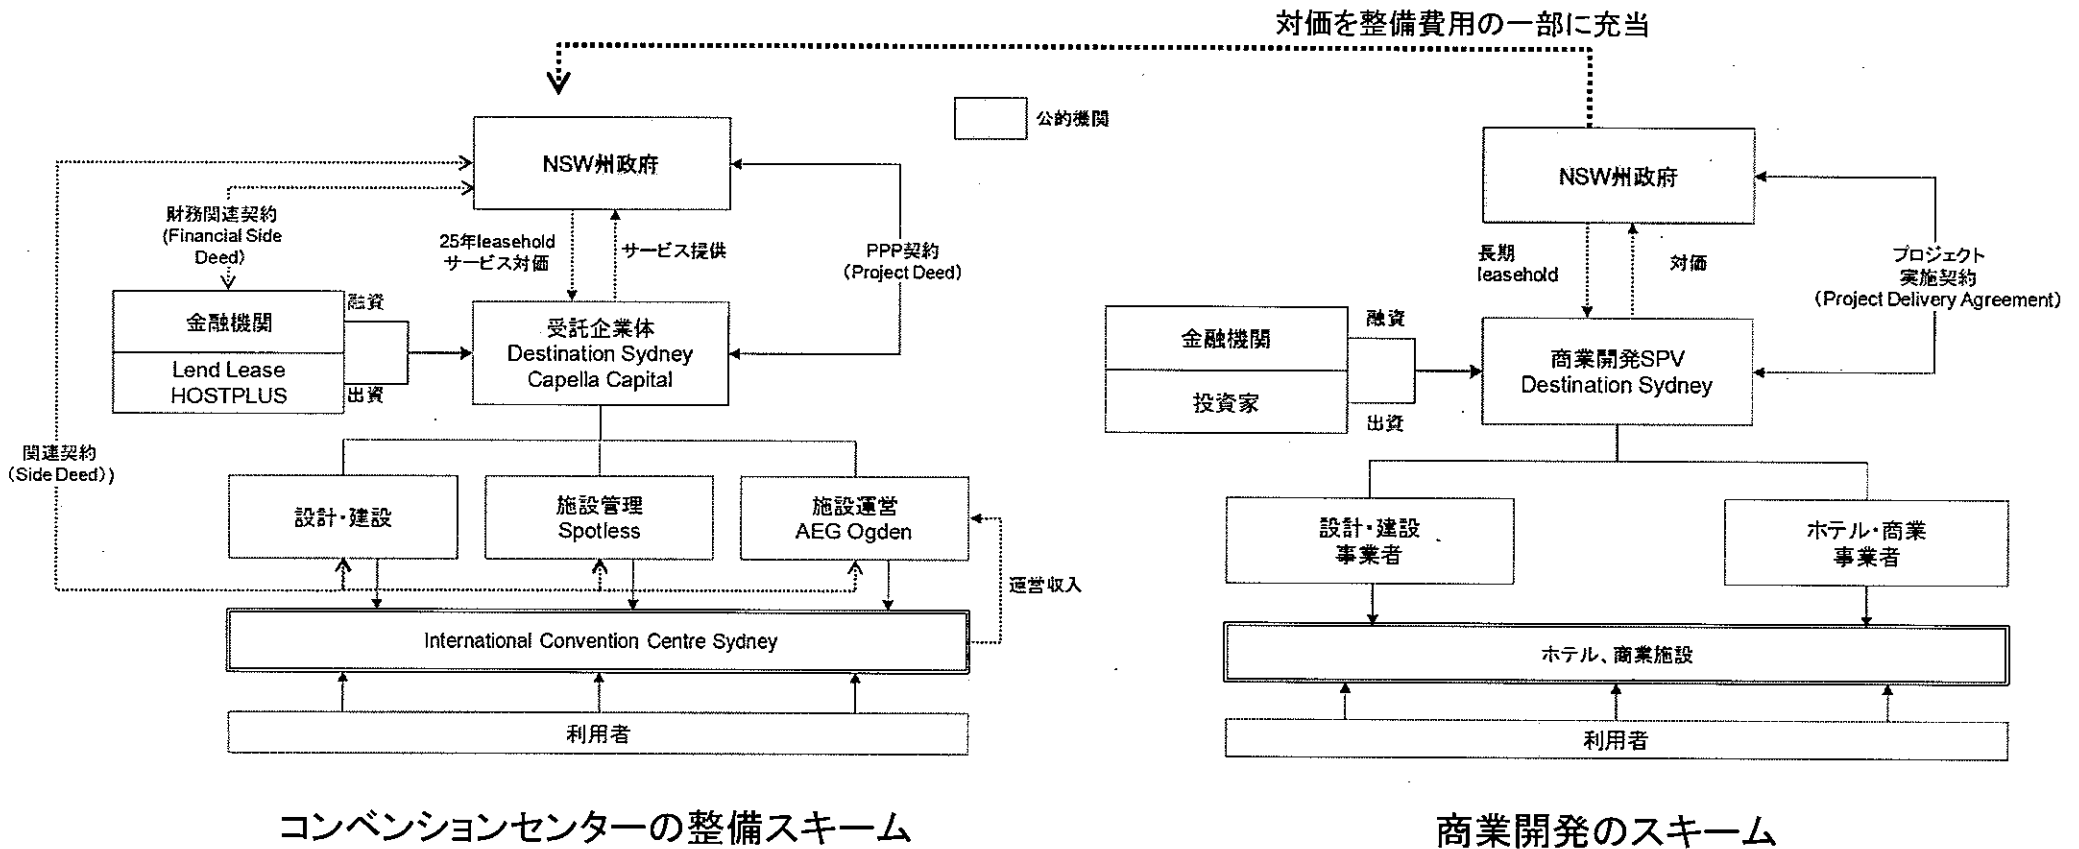 対価を整備費用の一部に充当
公的機関
NSW州政府
財務関連契約
(Financial Side
Deed)
25年leasehold
サービス対価
サービス提供
PPP契約
(Project Deed)
金融機関
Lend Lease
HOSTPLUS
融資
出資
受託企業体
Destination Sydney
Capella Capital
関連契約
(Side Deed))
設計・建設
施設管理
Spotless
施設運営
AEG Ogden
運営収入
International Convention Centre Sydney
利用者
コンベンションセンターの整備スキーム
NSW州政府
長期
leasehold
対価
プロジェクト
実施契約
(Project Delivery Agreement)
金融機関
投資家
融資
出資
商業開発SPV
Destination Sydney
設計・建設
事業者
ホテル・商業
事業者
ホテル、商業施設
利用者
商業開発のスキーム